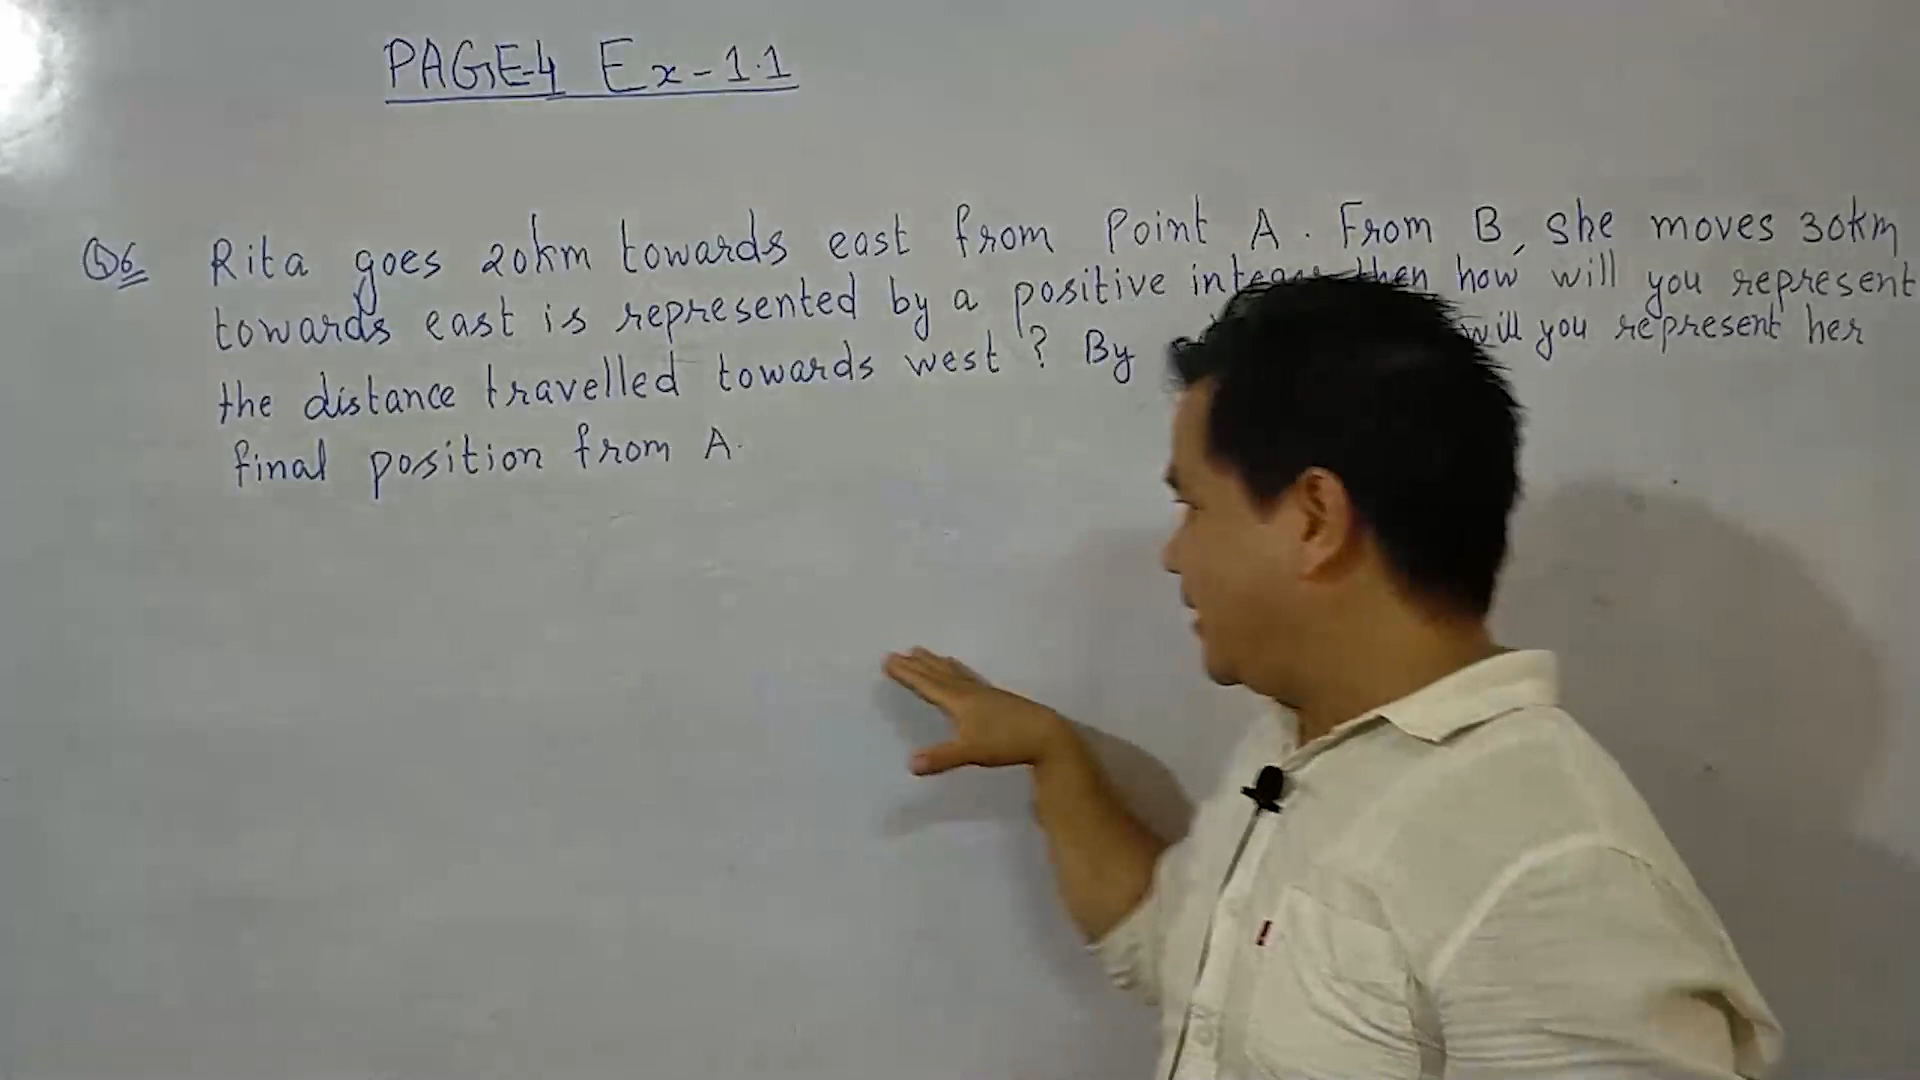 PAGE-4 Ex-1.1
Q6 Rita goes 20km towards east from Point A. From B, she moves 30km
towards east is represented by a positive then how will you represent
the distance travelled towards west? By will you represent her
final position from A.